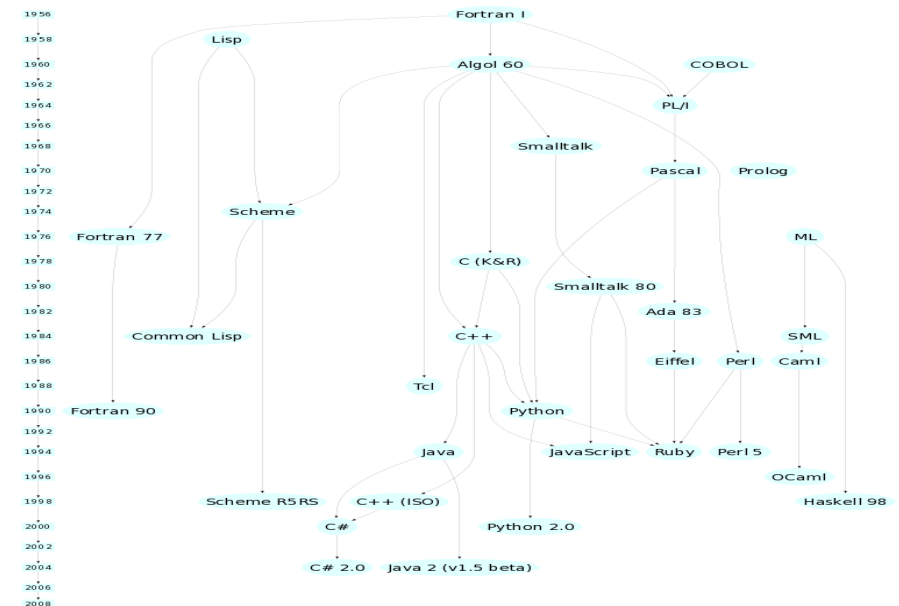 1956 Fortran I
1958 Lisp
1960 Algol 60 COBOL
1962
1964 PL/I
1966
1968 Smalltalk
1970 Pascal Prolog
1972
1974 Scheme
1976 Fortran 77 ML
1978 C (K&R)
1980 Smalltalk 80
1982 Ada 83
1984 Common Lisp C++ SML
1986 Eiffel Perl Caml
1988 Tcl
1990 Fortran 90 Python
1992
1994 Java JavaScript Ruby Perl 5
1996 OCaml
1998 Scheme R5RS C++ (ISO) Haskell 98
2000 C# Python 2.0
2002
2004 C# 2.0 Java 2 (v1.5 beta)
2006
2008